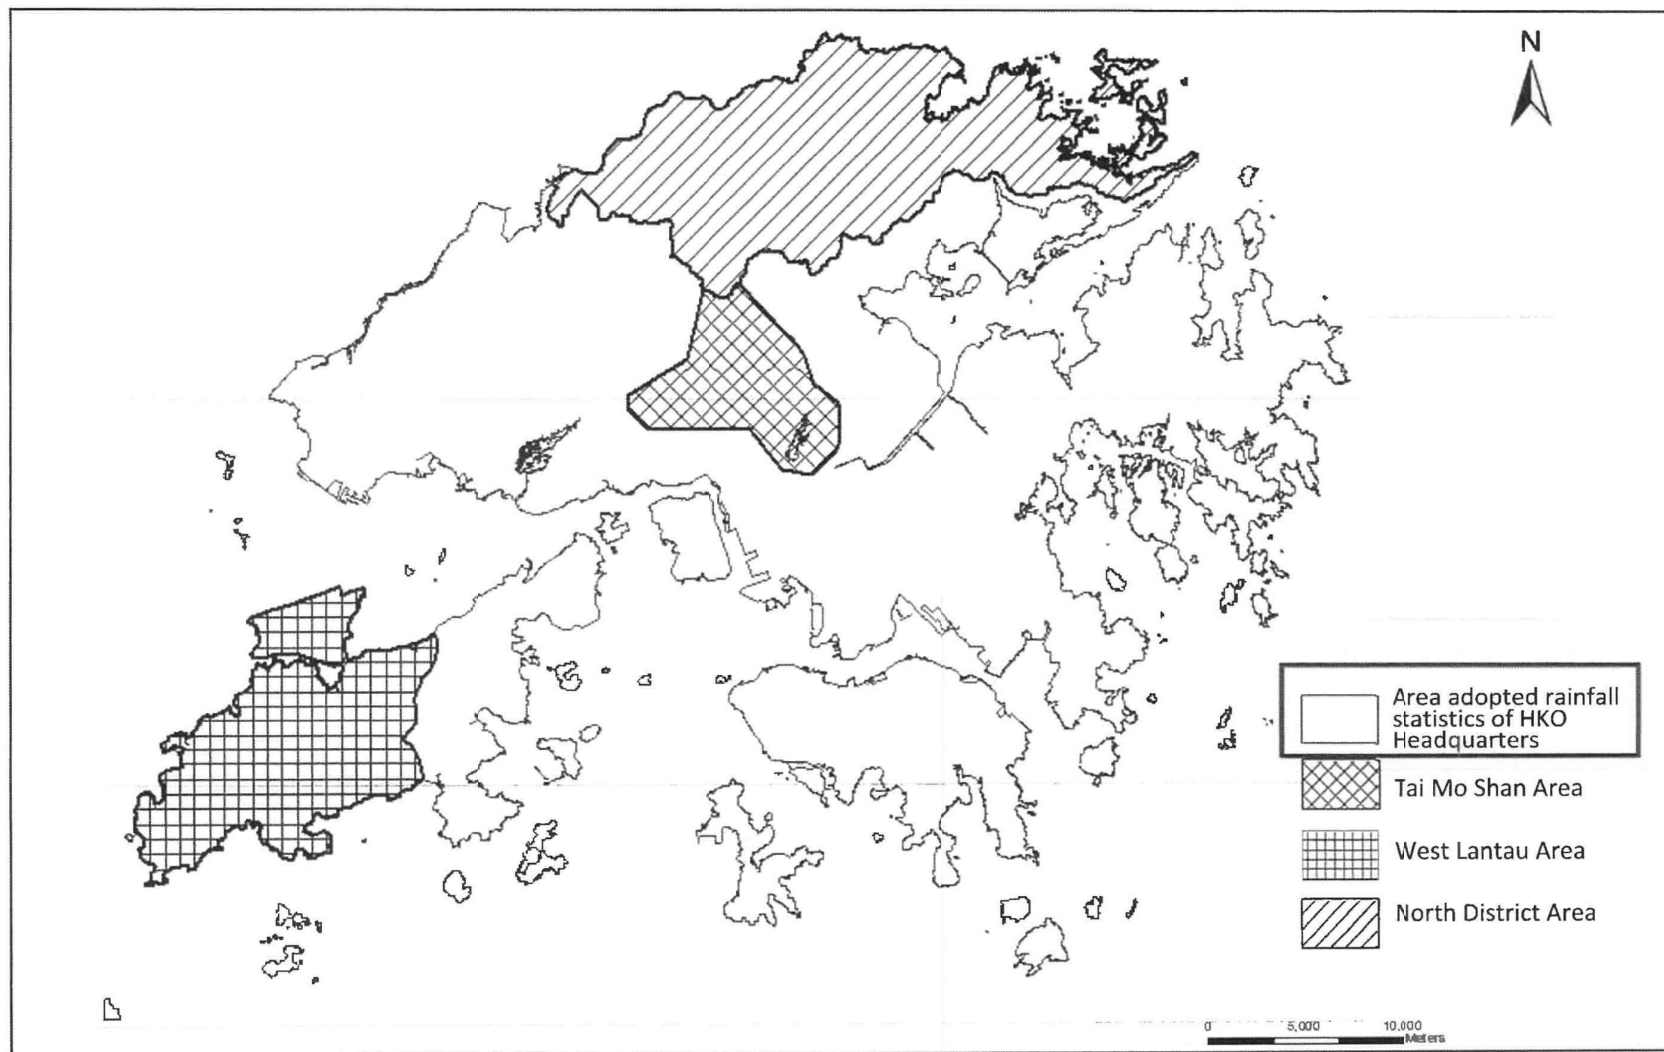 N
Area adopted rainfall
statistics of HKO
Headquarters
Tai Mo Shan Area
West Lantau Area
North District Area
0 5,000 10,000
Meters